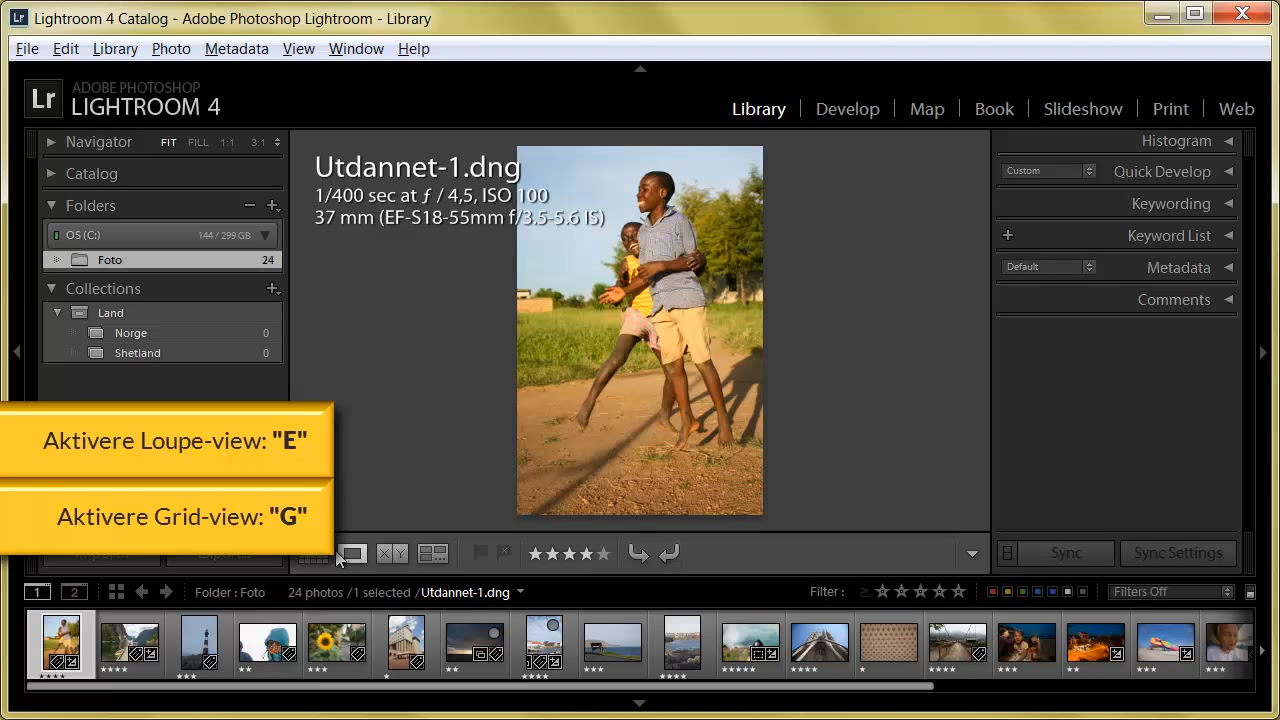 Lightroom 4 Catalog - Adobe Photoshop Lightroom - Library
File Edit Library Photo Metadata View Window Help
Lr ADOBE PHOTOSHOP
LIGHTROOM 4
Library Develop Map Book Slideshow Print Web
Navigator FIT FILL 1:1 3:1
Catalog
Folders
OS (C:) 144 / 299 GB
Foto 24
Collections
Land
Norge 0
Shetland 0
Utdannet-1.dng
1/400 sec at ƒ / 4,5, ISO 100
37 mm (EF-S18-55mm f/3.5-5.6 IS)
Histogram
Custom Quick Develop
Keywording
Keyword List
Default Metadata
Comments
Aktivere Loupe-view: "E"
Aktivere Grid-view: "G"
XY
Sync Sync Settings
1 2 Folder : Foto 24 photos /1 selected /Utdannet-1.dng Filter : Filters Off